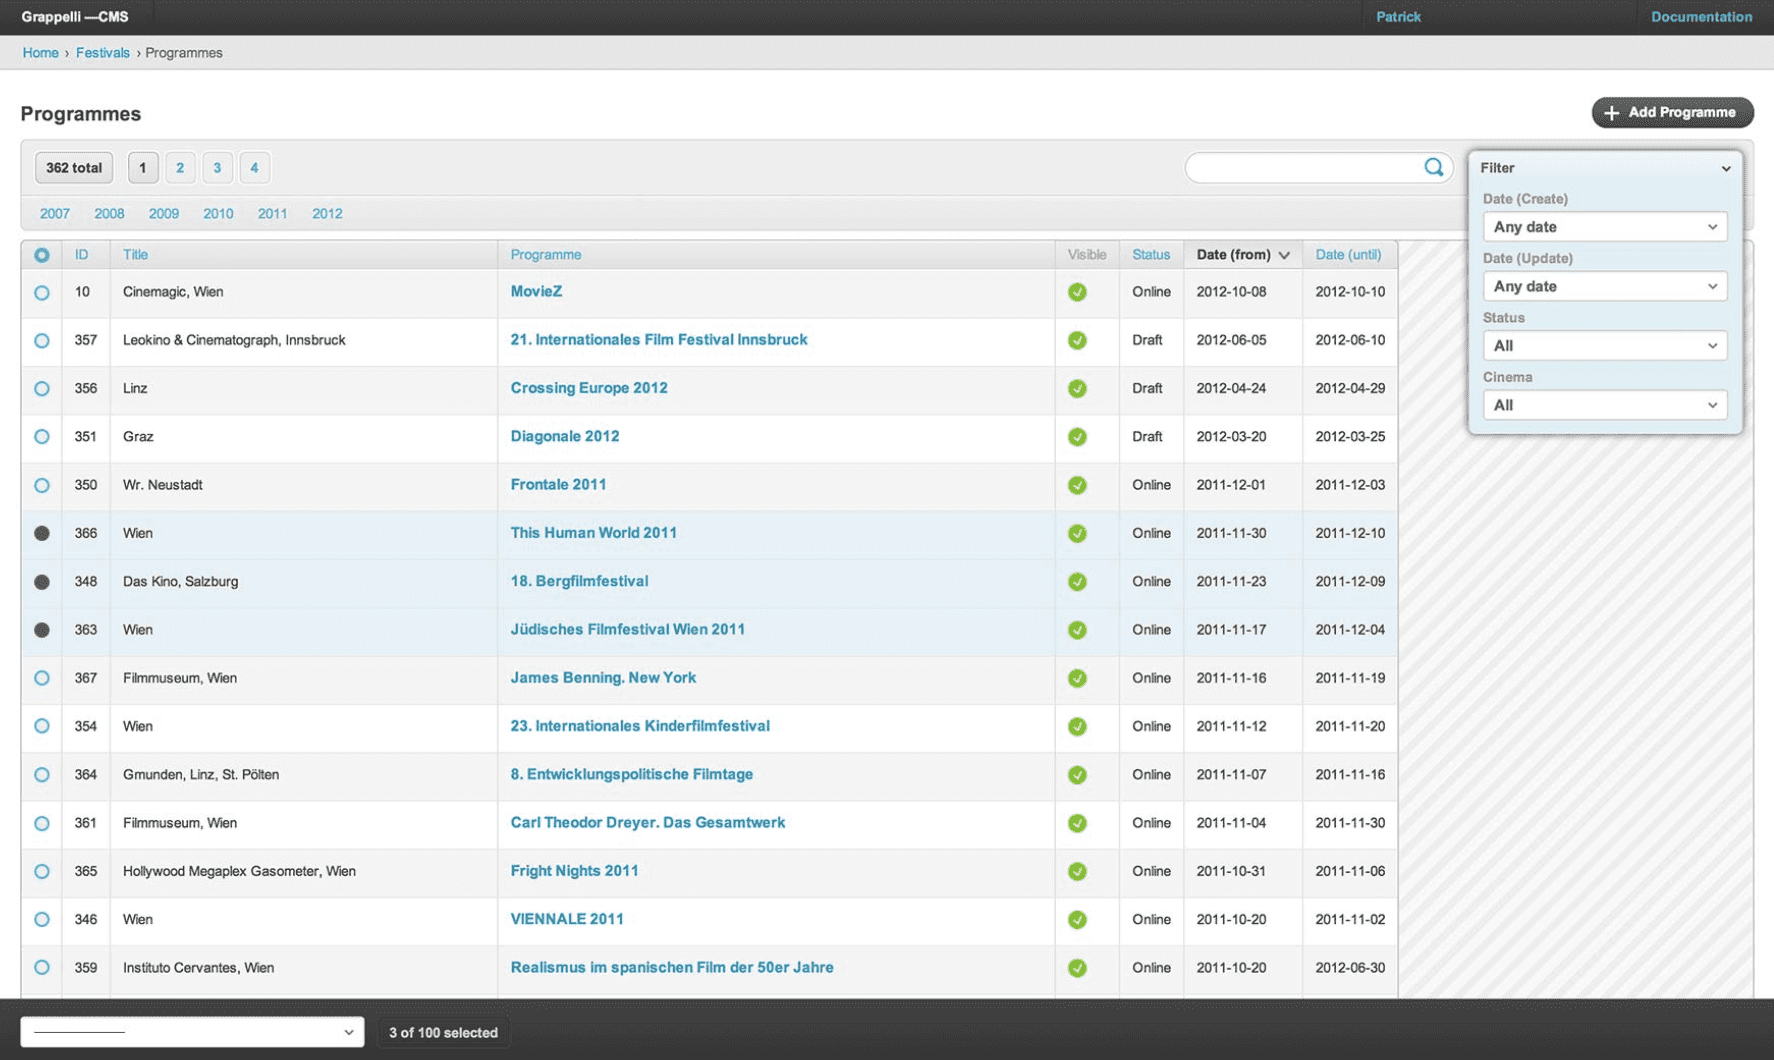 Grappelli —CMS Patrick Documentation
Home › Festivals › Programmes
Programmes
Add Programme
362 total 1 2 3 4
2007 2008 2009 2010 2011 2012
Filter
Date (Create)
Any date
Date (Update)
Any date
Status
All
Cinema
All
ID Title Programme Visible Status Date (from) Date (until)
10 Cinemagic, Wien MovieZ Online 2012-10-08 2012-10-10
357 Leokino & Cinematograph, Innsbruck 21. Internationales Film Festival Innsbruck Draft 2012-06-05 2012-06-10
356 Linz Crossing Europe 2012 Draft 2012-04-24 2012-04-29
351 Graz Diagonale 2012 Draft 2012-03-20 2012-03-25
350 Wr. Neustadt Frontale 2011 Online 2011-12-01 2011-12-03
366 Wien This Human World 2011 Online 2011-11-30 2011-12-10
348 Das Kino, Salzburg 18. Bergfilmfestival Online 2011-11-23 2011-12-09
363 Wien Jüdisches Filmfestival Wien 2011 Online 2011-11-17 2011-12-04
367 Filmmuseum, Wien James Benning. New York Online 2011-11-16 2011-11-19
354 Wien 23. Internationales Kinderfilmfestival Online 2011-11-12 2011-11-20
364 Gmunden, Linz, St. Pölten 8. Entwicklungspolitische Filmtage Online 2011-11-07 2011-11-16
361 Filmmuseum, Wien Carl Theodor Dreyer. Das Gesamtwerk Online 2011-11-04 2011-11-30
365 Hollywood Megaplex Gasometer, Wien Fright Nights 2011 Online 2011-10-31 2011-11-06
346 Wien VIENNALE 2011 Online 2011-10-20 2011-11-02
359 Instituto Cervantes, Wien Realismus im spanischen Film der 50er Jahre Online 2011-10-20 2012-06-30
3 of 100 selected